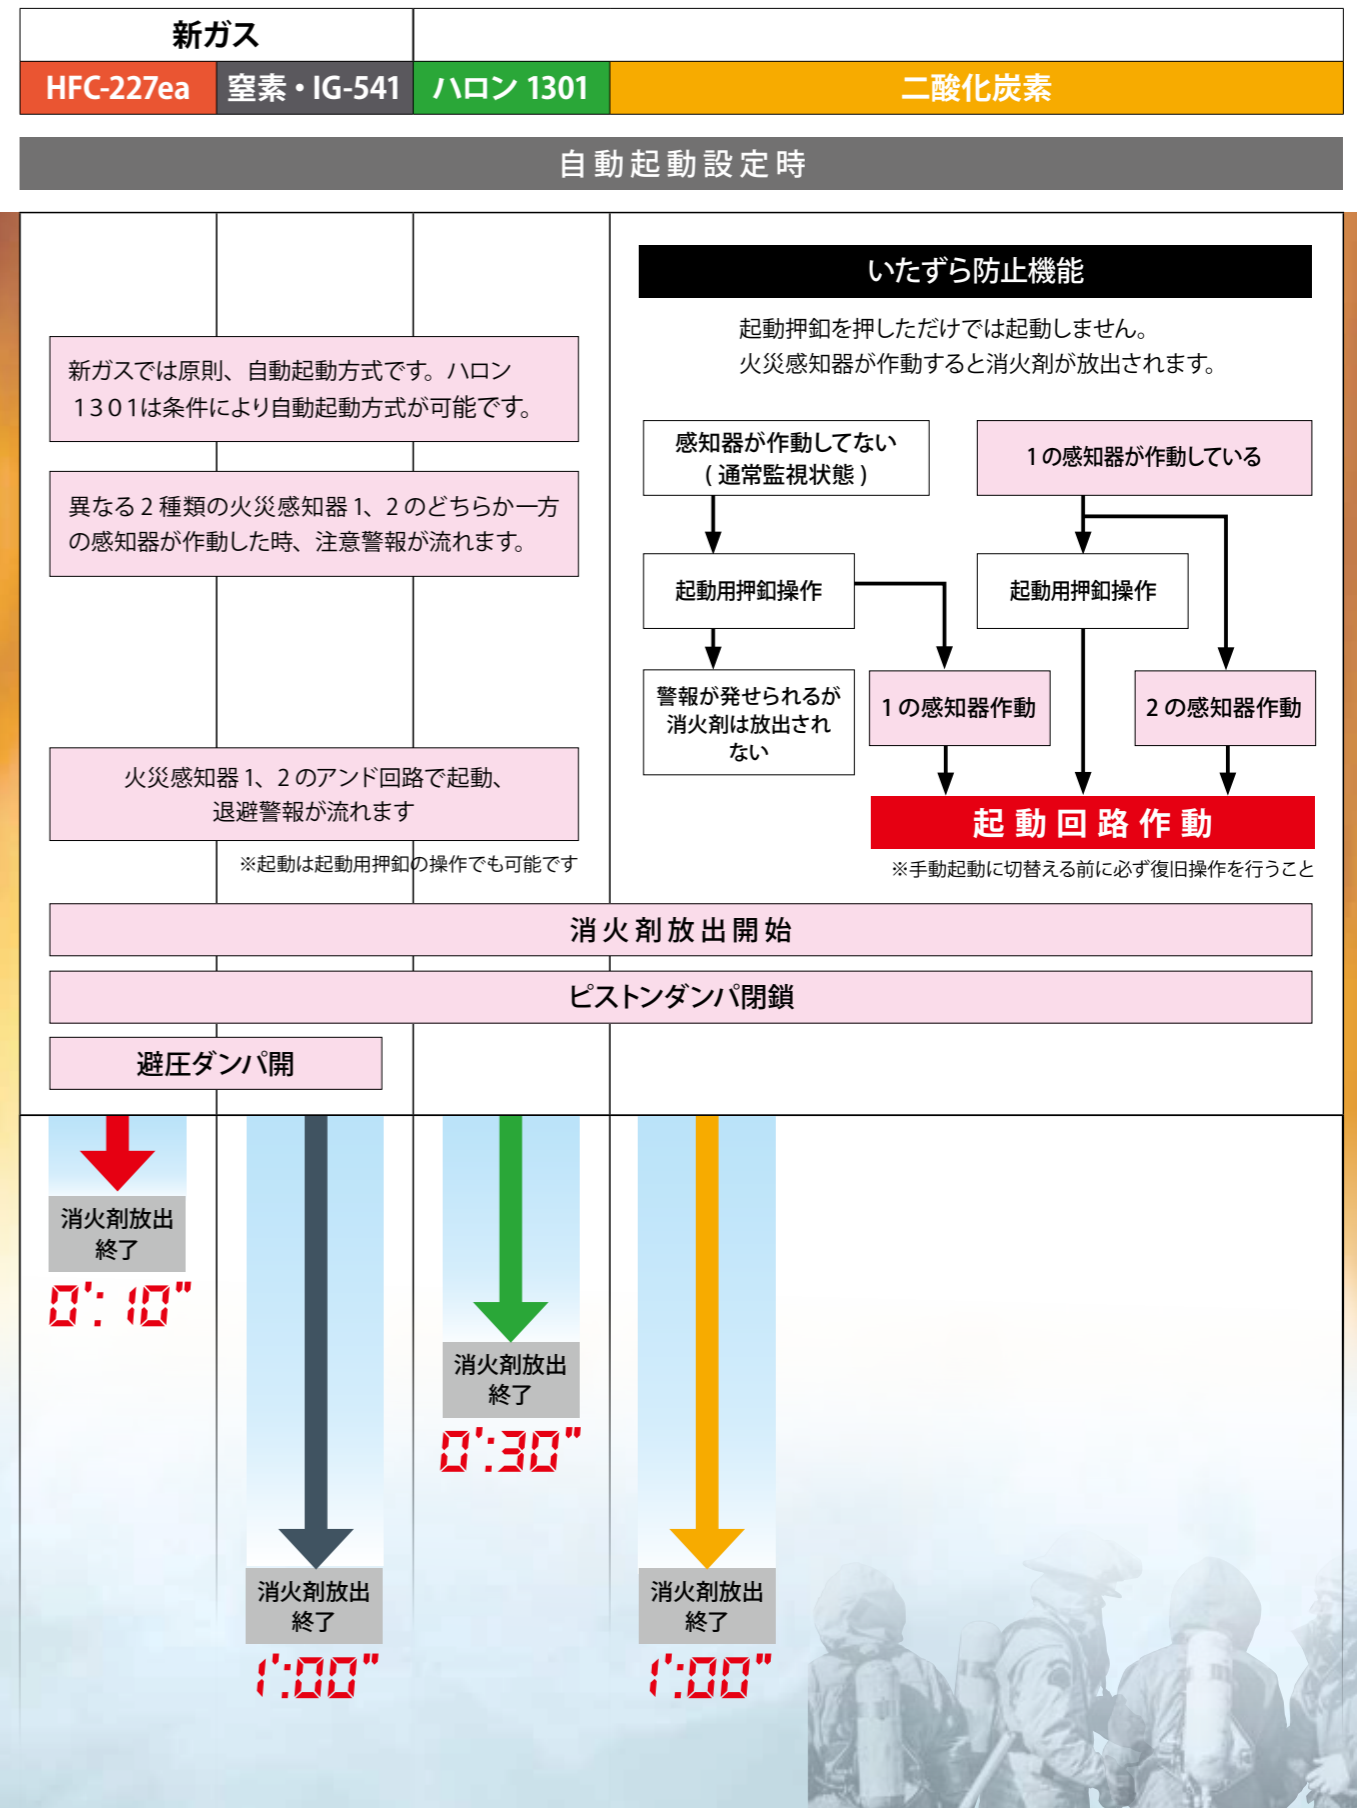 新ガス
HFC-227ea
窒素・IG-541
ハロン 1301
二酸化炭素
自動起動設定時
新ガスでは原則、自動起動方式です。ハロン
1301は条件により自動起動方式が可能です。
異なる2種類の火災感知器1、2のどちらか一方
の感知器が作動した時、注意警報が流れます。
火災感知器1、2のアンド回路で起動、
退避警報が流れます
※起動は起動用押釦の操作でも可能です
いたずら防止機能
起動押釦を押しただけでは起動しません。
火災感知器が作動すると消火剤が放出されます。
感知器が作動してない
(通常監視状態)
1の感知器が作動している
起動用押釦操作
起動用押釦操作
警報が発せられるが
消火剤は放出され
ない
1の感知器作動
2の感知器作動
起動回路作動
※手動起動に切替える前に必ず復旧操作を行うこと
消火剤放出開始
ピストンダンパ閉鎖
避圧ダンパ開
消火剤放出
終了
0':10"
消火剤放出
終了
1':00"
消火剤放出
終了
0':30"
消火剤放出
終了
1':00"